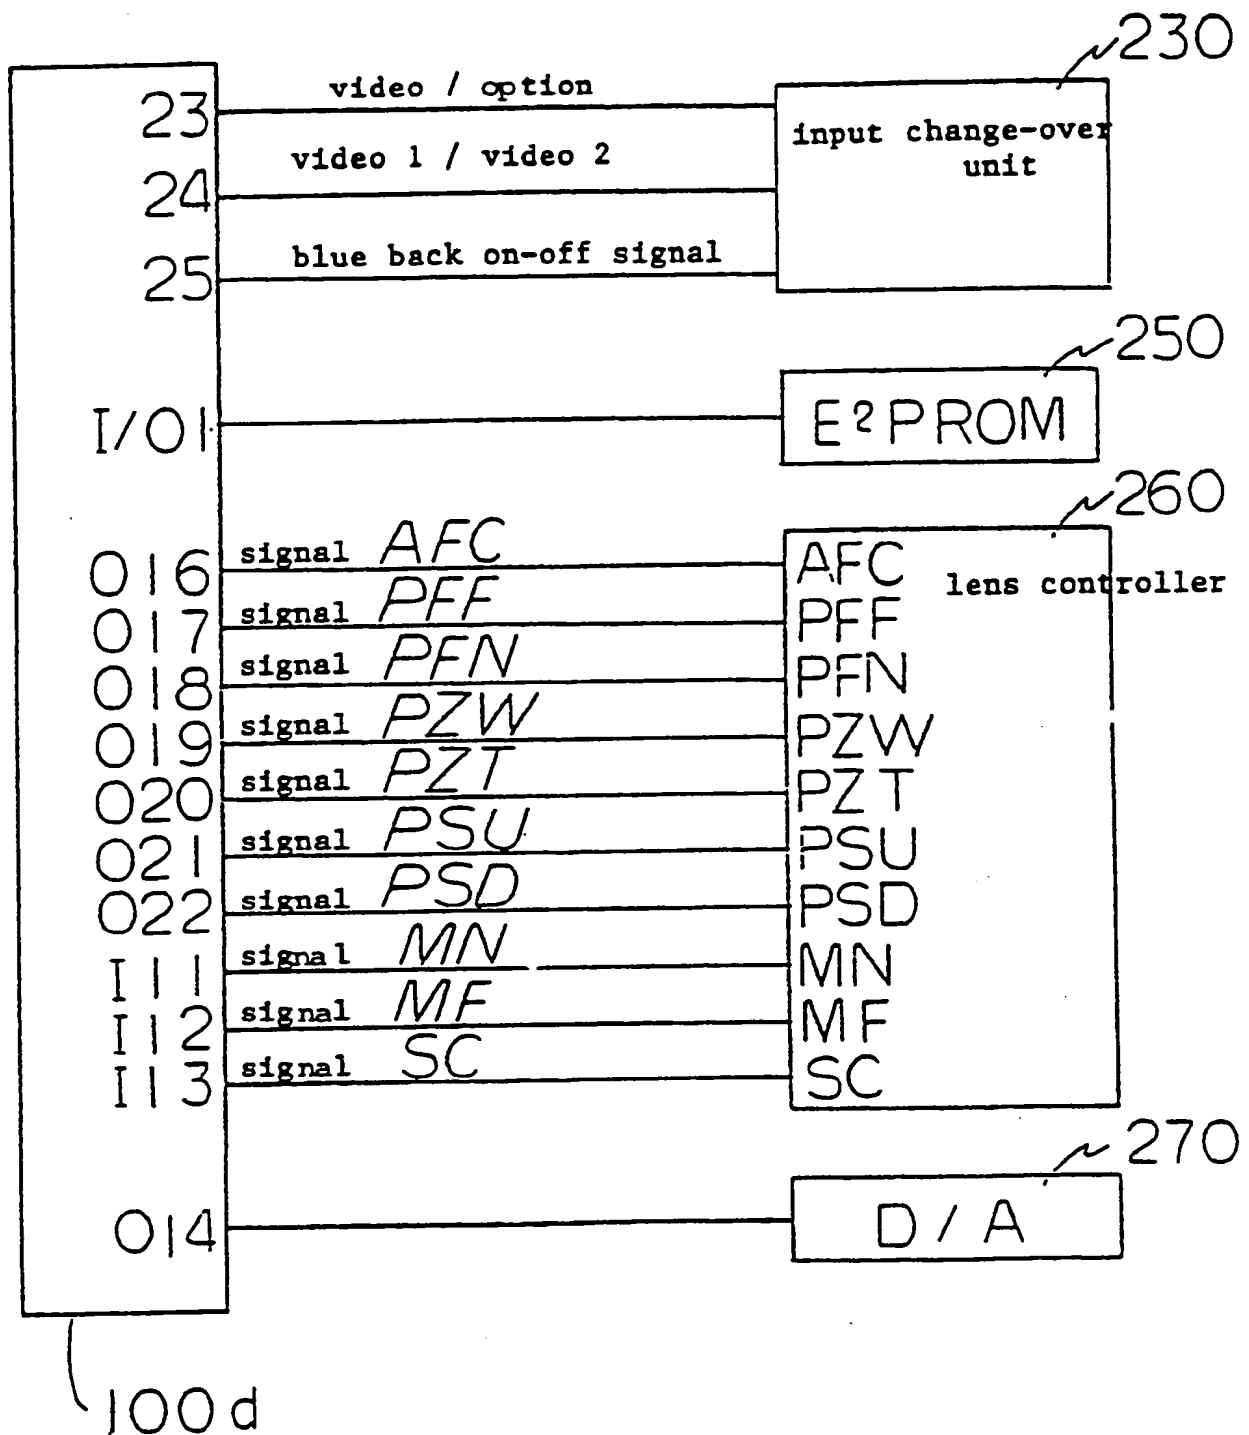 230
23 video / option
input change-over
unit
24 video 1 / video 2
25 blue back on-off signal
250
I/O1 E²PROM
260
lens controller
O16 signal AFC AFC
O17 signal PFF PFF
O18 signal PFN PFN
O19 signal PZW PZW
O20 signal PZT PZT
O21 signal PSU PSU
O22 signal PSD PSD
I11 signal MN MN
I12 signal MF MF
I13 signal SC SC
270
O14 D/A
100d